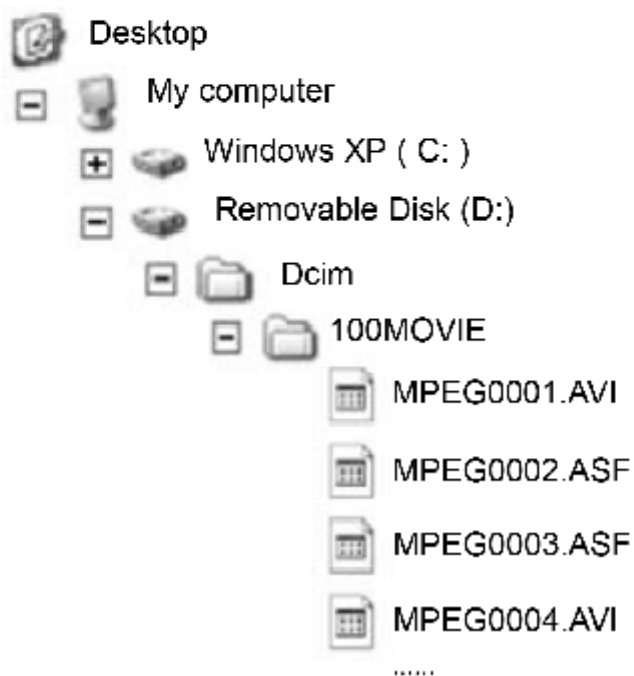 Desktop
My computer
Windows XP ( C: )
Removable Disk (D:)
Dcim
100MOVIE
MPEG0001.AVI
MPEG0002.ASF
MPEG0003.ASF
MPEG0004.AVI
......